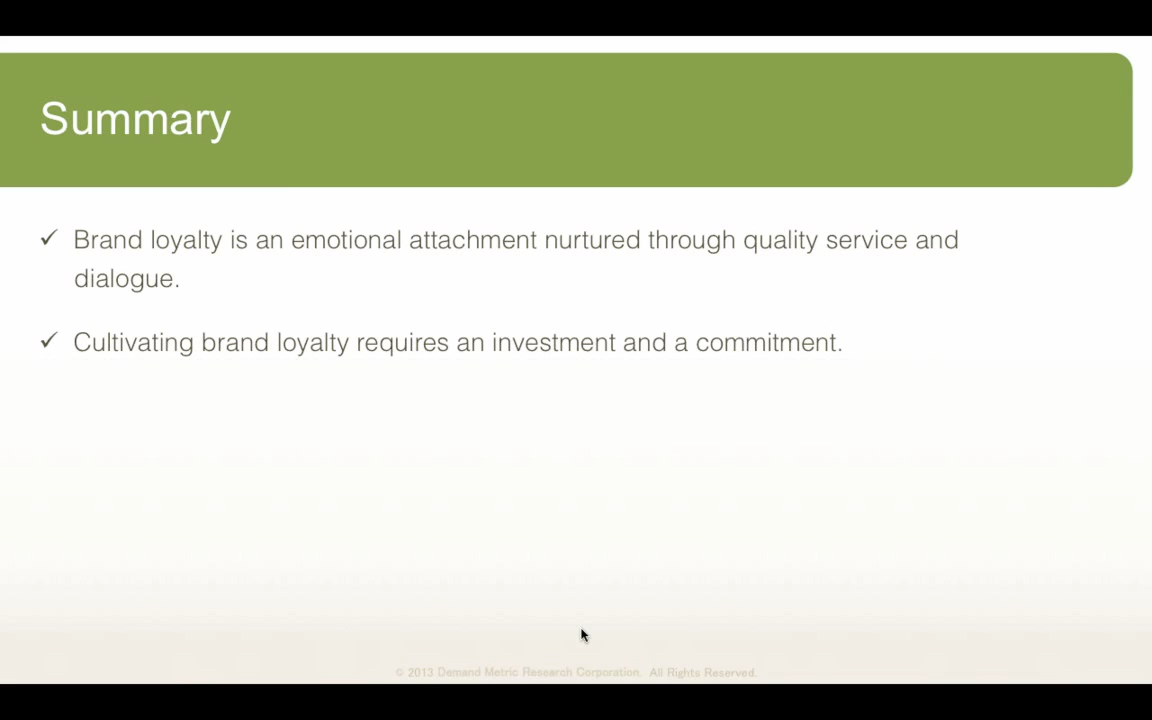 Summary
✓ Brand loyalty is an emotional attachment nurtured through quality service and
dialogue.
✓ Cultivating brand loyalty requires an investment and a commitment.
© 2013 Demand Metric Research Corporation. All Rights Reserved.